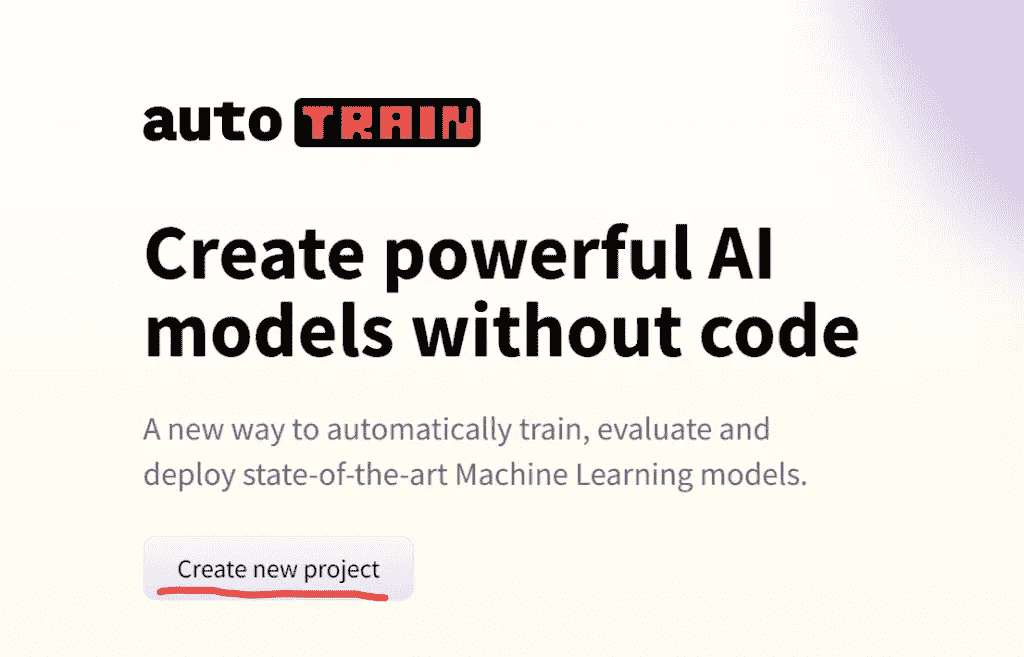 auto TRAIN
Create powerful AI
models without code
A new way to automatically train, evaluate and
deploy state-of-the-art Machine Learning models.
Create new project